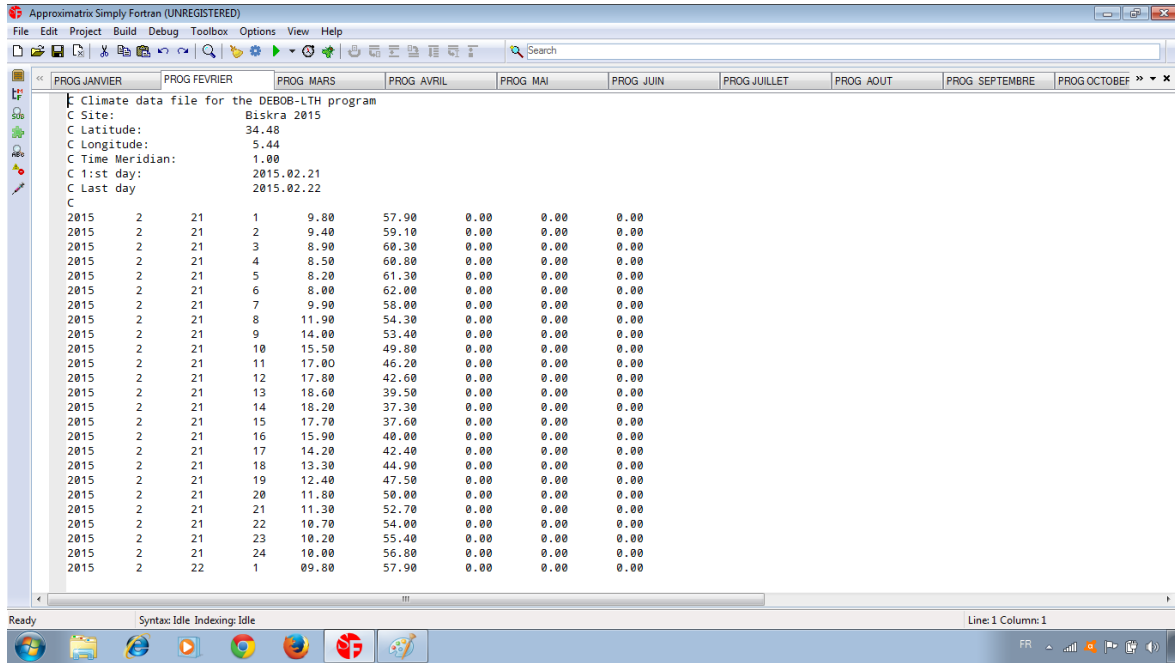 Approximatrix Simply Fortran (UNREGISTERED)
File Edit Project Build Debug Toolbox Options View Help
Search
PROG JANVIER PROG FEVRIER PROG MARS PROG AVRIL PROG MAI PROG JUIN PROG JUILLET PROG AOUT PROG SEPTEMBRE PROG OCTOBER
C Climate data file for the DEBOB-LTH program
C Site: Biskra 2015
C Latitude: 34.48
C Longitude: 5.44
C Time Meridian: 1.00
C 1:st day: 2015.02.21
C Last day 2015.02.22
C
2015 2 21 1 9.80 57.90 0.00 0.00 0.00
2015 2 21 2 9.40 59.10 0.00 0.00 0.00
2015 2 21 3 8.90 60.30 0.00 0.00 0.00
2015 2 21 4 8.50 60.80 0.00 0.00 0.00
2015 2 21 5 8.20 61.30 0.00 0.00 0.00
2015 2 21 6 8.00 62.00 0.00 0.00 0.00
2015 2 21 7 9.90 58.00 0.00 0.00 0.00
2015 2 21 8 11.90 54.30 0.00 0.00 0.00
2015 2 21 9 14.00 53.40 0.00 0.00 0.00
2015 2 21 10 15.50 49.80 0.00 0.00 0.00
2015 2 21 11 17.0O 46.20 0.00 0.00 0.00
2015 2 21 12 17.80 42.60 0.00 0.00 0.00
2015 2 21 13 18.60 39.50 0.00 0.00 0.00
2015 2 21 14 18.20 37.30 0.00 0.00 0.00
2015 2 21 15 17.70 37.60 0.00 0.00 0.00
2015 2 21 16 15.90 40.00 0.00 0.00 0.00
2015 2 21 17 14.20 42.40 0.00 0.00 0.00
2015 2 21 18 13.30 44.90 0.00 0.00 0.00
2015 2 21 19 12.40 47.50 0.00 0.00 0.00
2015 2 21 20 11.80 50.00 0.00 0.00 0.00
2015 2 21 21 11.30 52.70 0.00 0.00 0.00
2015 2 21 22 10.70 54.00 0.00 0.00 0.00
2015 2 21 23 10.20 55.40 0.00 0.00 0.00
2015 2 21 24 10.00 56.80 0.00 0.00 0.00
2015 2 22 1 09.80 57.90 0.00 0.00 0.00
Ready Syntax: Idle Indexing: Idle Line: 1 Column: 1
FR